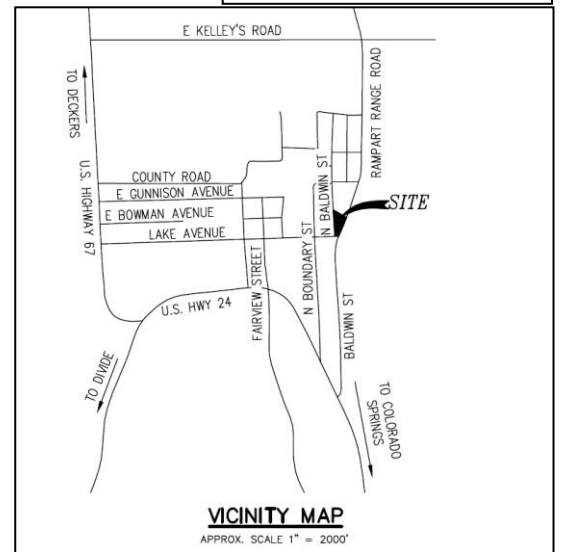 E KELLEY'S ROAD
TO DECKERS
RAMPART RANGE ROAD
U.S. HIGHWAY 67
COUNTY ROAD
E GUNNISON AVENUE
E BOWMAN AVENUE
LAKE AVENUE
N BALDWIN ST
SITE
N BOUNDARY ST
FAIRVIEW STREET
U.S. HWY 24
BALDWIN ST
TO DIVIDE
TO COLORADO
SPRINGS
VICINITY MAP
APPROX. SCALE 1" = 2000'